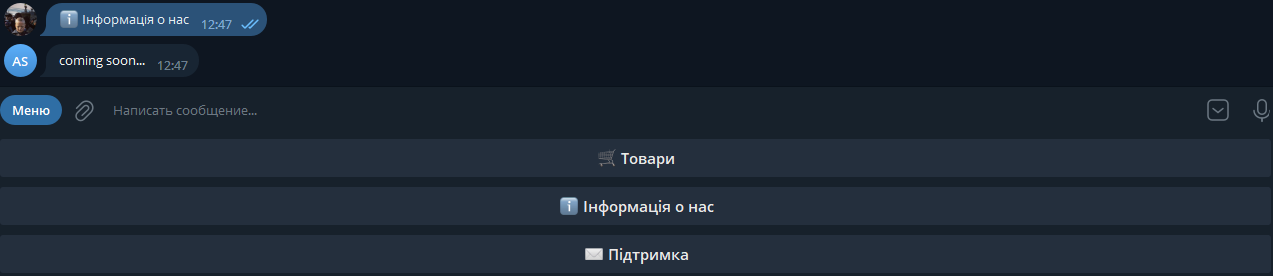 ℹ️ Інформація о нас 12:47
AS
coming soon... 12:47
Меню Написать сообщение...
🛒 Товари
ℹ️ Інформація о нас
✉️ Підтримка